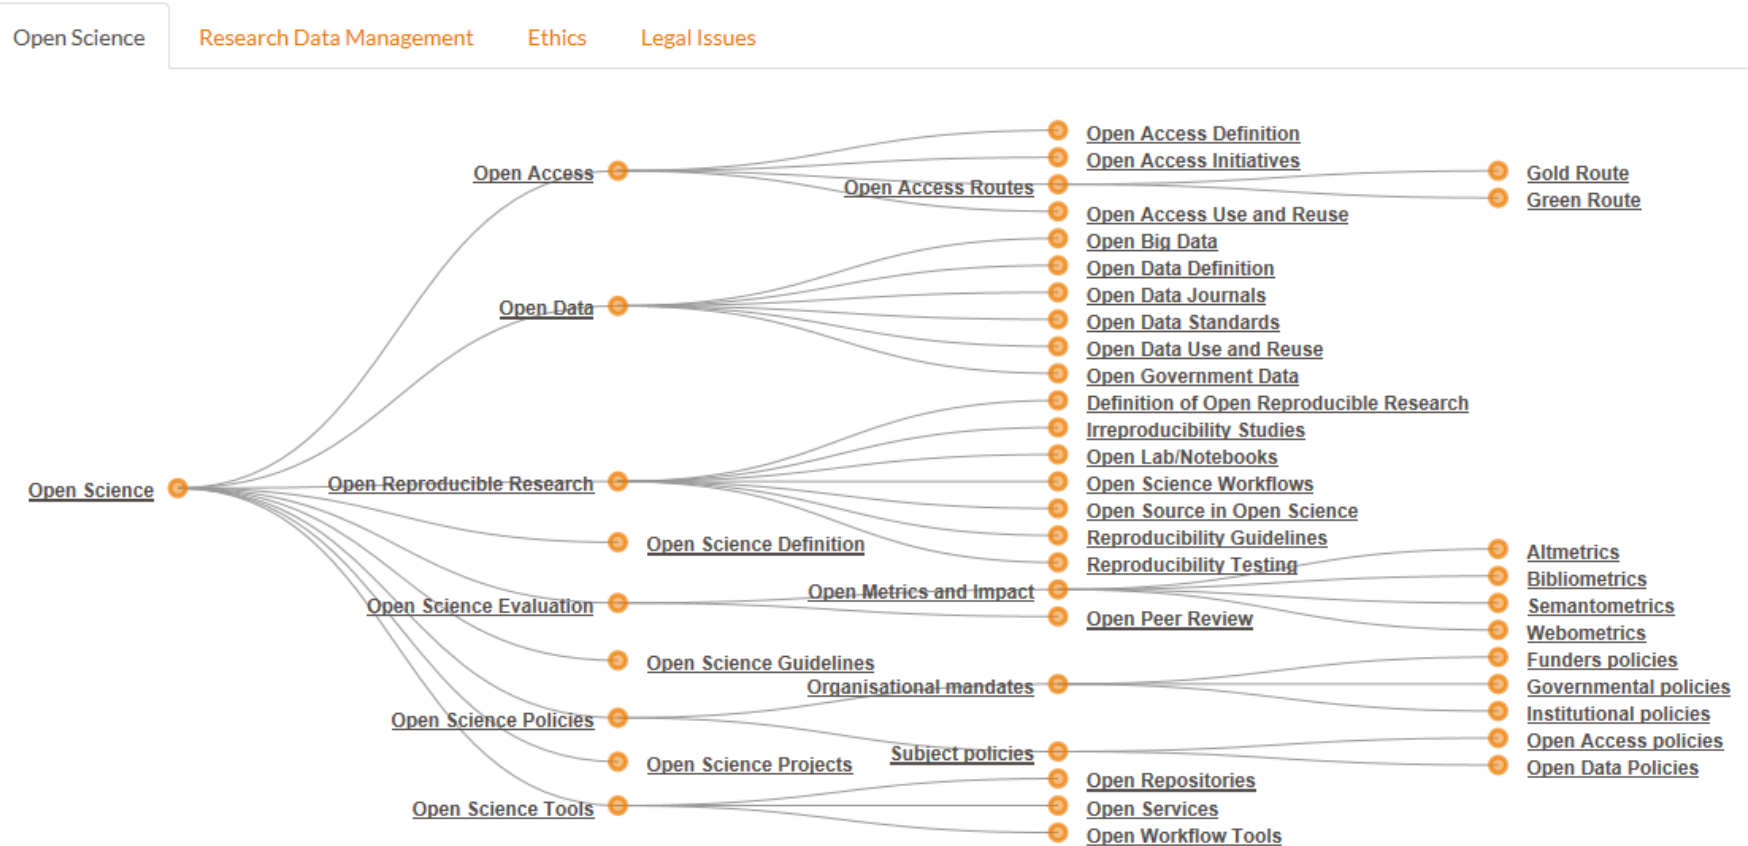 Open Science
Research Data Management
Ethics
Legal Issues
Open Access Definition
Open Access Initiatives
Open Access
Gold Route
Open Access Routes
Green Route
Open Access Use and Reuse
Open Big Data
Open Data Definition
Open Data Journals
Open Data
Open Data Standards
Open Data Use and Reuse
Open Government Data
Definition of Open Reproducible Research
Irreproducibility Studies
Open Lab/Notebooks
Open Science
Open Reproducible Research
Open Science Workflows
Open Source in Open Science
Reproducibility Guidelines
Open Science Definition
Altmetrics
Reproducibility Testing
Bibliometrics
Open Metrics and Impact
Open Science Evaluation
Semantometrics
Open Peer Review
Webometrics
Open Science Guidelines
Funders policies
Organisational mandates
Governmental policies
Institutional policies
Open Science Policies
Open Access policies
Subject policies
Open Science Projects
Open Data Policies
Open Repositories
Open Science Tools
Open Services
Open Workflow Tools